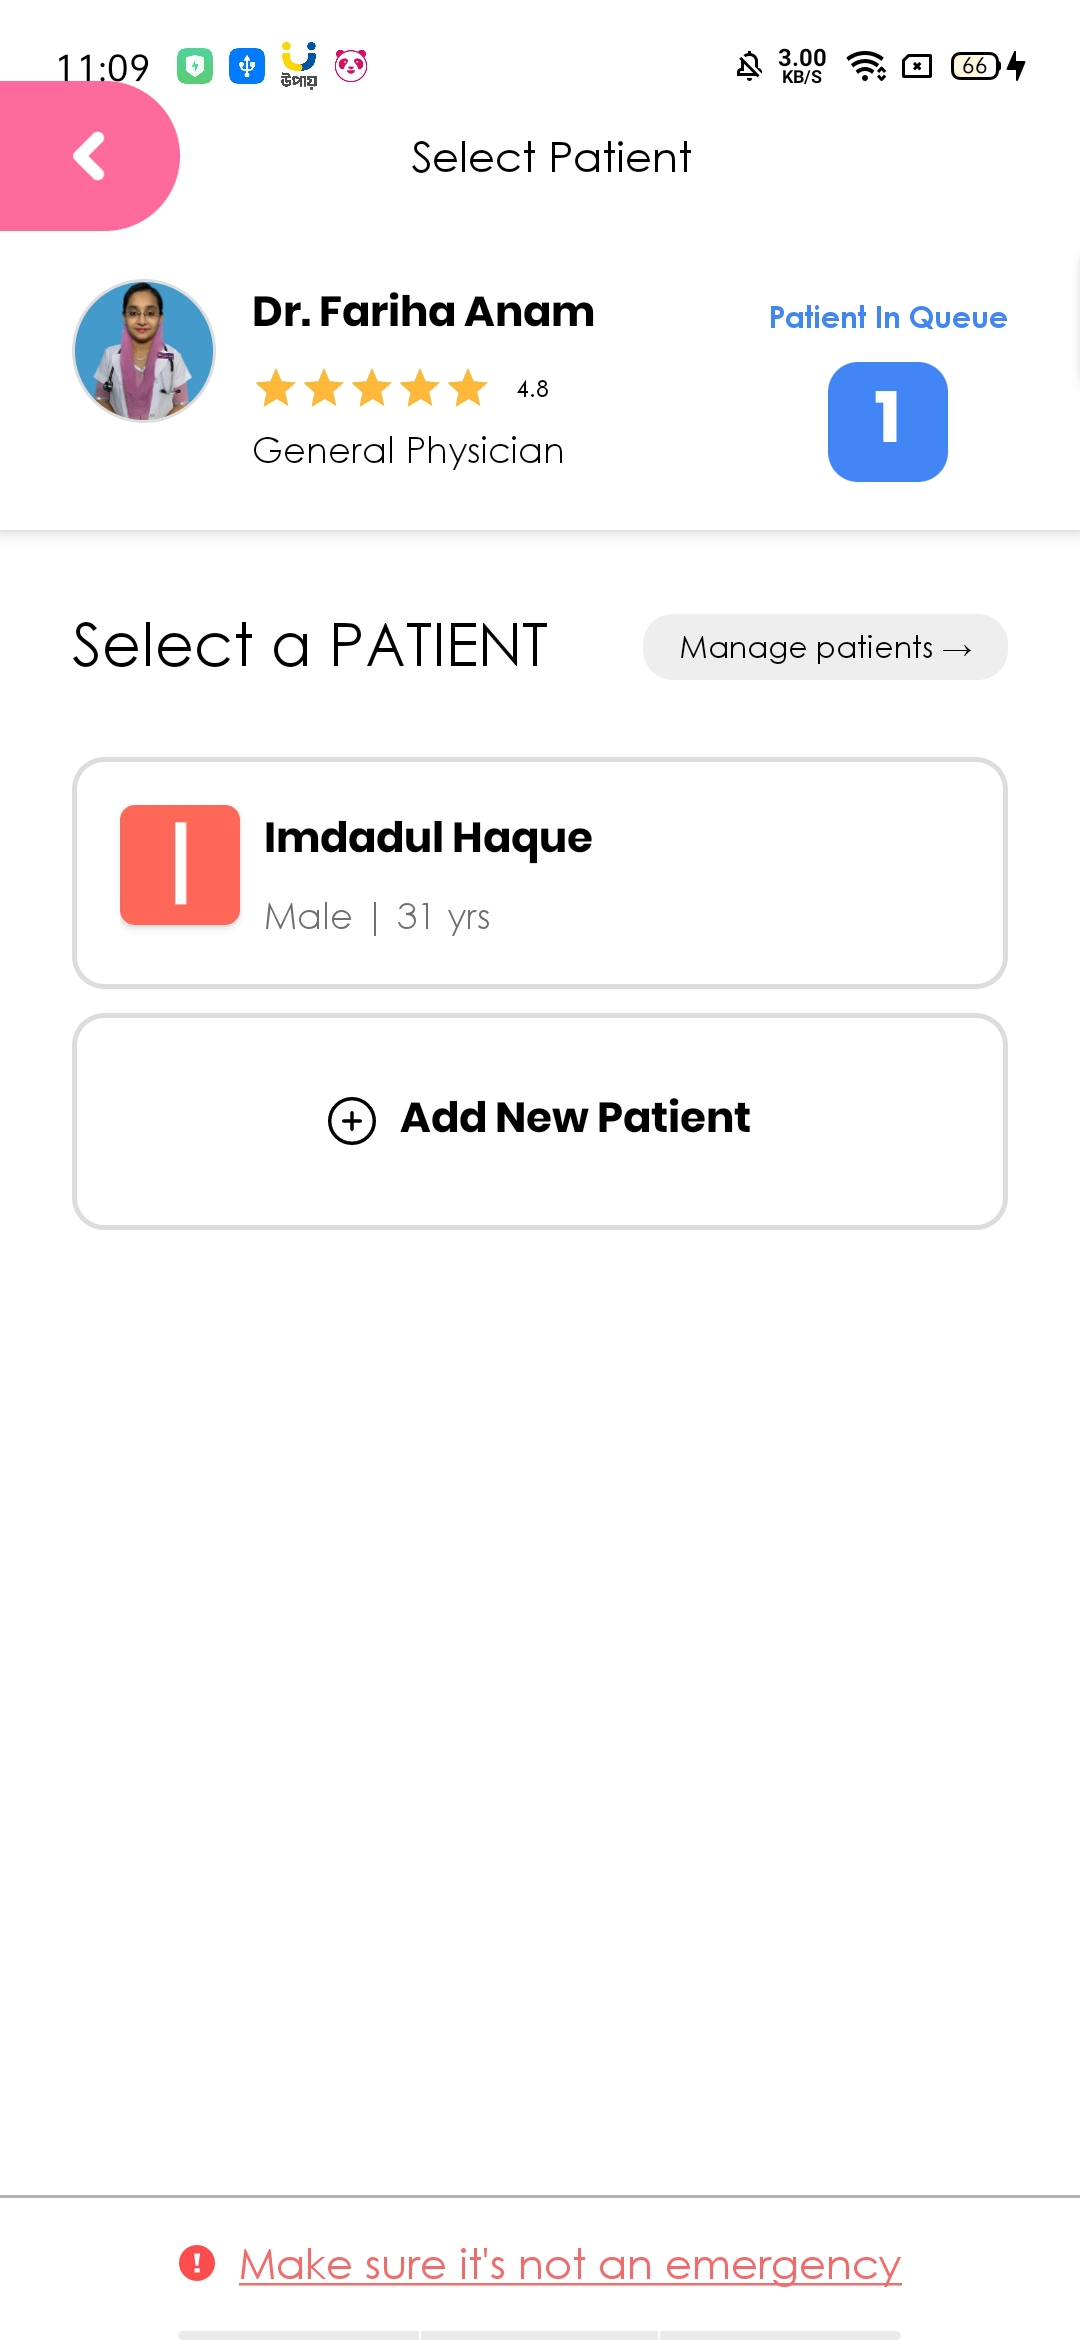 11:09
উপায়
3.00
KB/S
66
Select Patient
Dr. Fariha Anam
Patient In Queue
4.8
1
General Physician
Select a PATIENT
Manage patients →
I
Imdadul Haque
Male | 31 yrs
Add New Patient
Make sure it's not an emergency